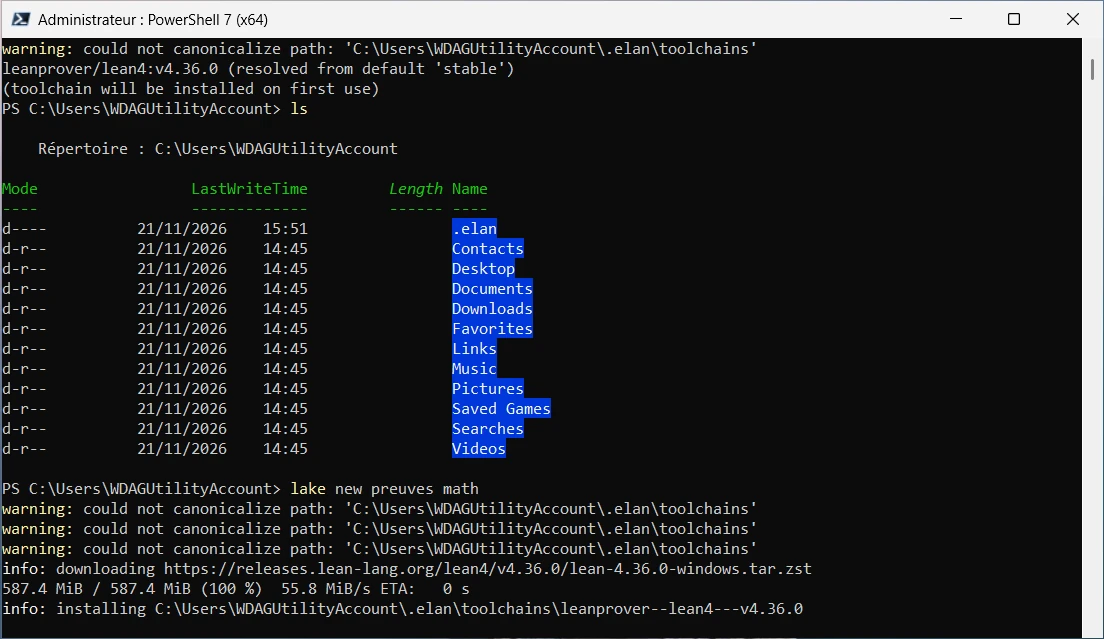 Administrateur : PowerShell 7 (x64)
warning: could not canonicalize path: 'C:\Users\WDAGUtilityAccount\.elan\toolchains'
leanprover/lean4:v4.36.0 (resolved from default 'stable')
(toolchain will be installed on first use)
PS C:\Users\WDAGUtilityAccount> ls
Répertoire : C:\Users\WDAGUtilityAccount
Mode LastWriteTime Length Name
---- ------------- ------ ----
d---- 21/11/2026 15:51 .elan
d-r-- 21/11/2026 14:45 Contacts
d-r-- 21/11/2026 14:45 Desktop
d-r-- 21/11/2026 14:45 Documents
d-r-- 21/11/2026 14:45 Downloads
d-r-- 21/11/2026 14:45 Favorites
d-r-- 21/11/2026 14:45 Links
d-r-- 21/11/2026 14:45 Music
d-r-- 21/11/2026 14:45 Pictures
d-r-- 21/11/2026 14:45 Saved Games
d-r-- 21/11/2026 14:45 Searches
d-r-- 21/11/2026 14:45 Videos
PS C:\Users\WDAGUtilityAccount> lake new preuves math
warning: could not canonicalize path: 'C:\Users\WDAGUtilityAccount\.elan\toolchains'
warning: could not canonicalize path: 'C:\Users\WDAGUtilityAccount\.elan\toolchains'
warning: could not canonicalize path: 'C:\Users\WDAGUtilityAccount\.elan\toolchains'
info: downloading https://releases.lean-lang.org/lean4/v4.36.0/lean-4.36.0-windows.tar.zst
587.4 MiB / 587.4 MiB (100 %) 55.8 MiB/s ETA: 0 s
info: installing C:\Users\WDAGUtilityAccount\.elan\toolchains\leanprover--lean4---v4.36.0